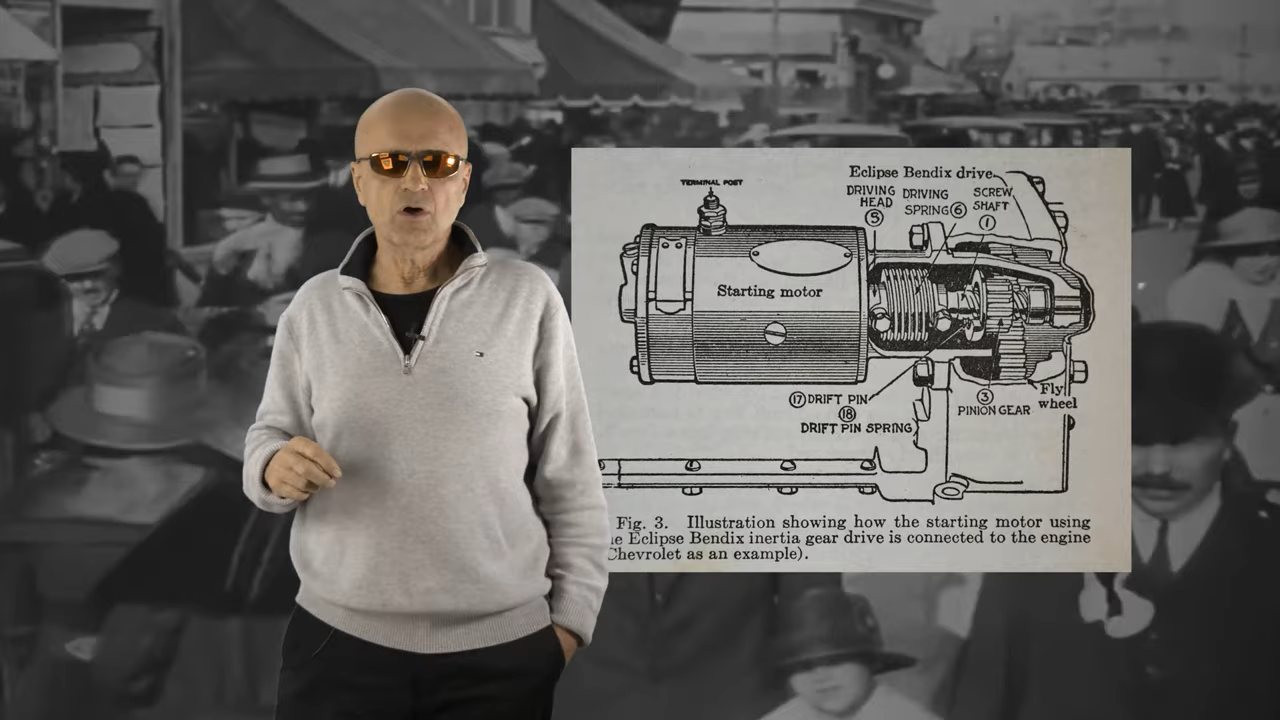 TERMINAL POST
Eclipse Bendix drive
DRIVING
HEAD
5
DRIVING
SPRING 6
SCREW
SHAFT
1
Starting motor
17 DRIFT PIN
18
DRIFT PIN SPRING
3
PINION GEAR
Fly
wheel
Fig. 3. Illustration showing how the starting motor using
e Eclipse Bendix inertia gear drive is connected to the engine
Chevrolet as an example).